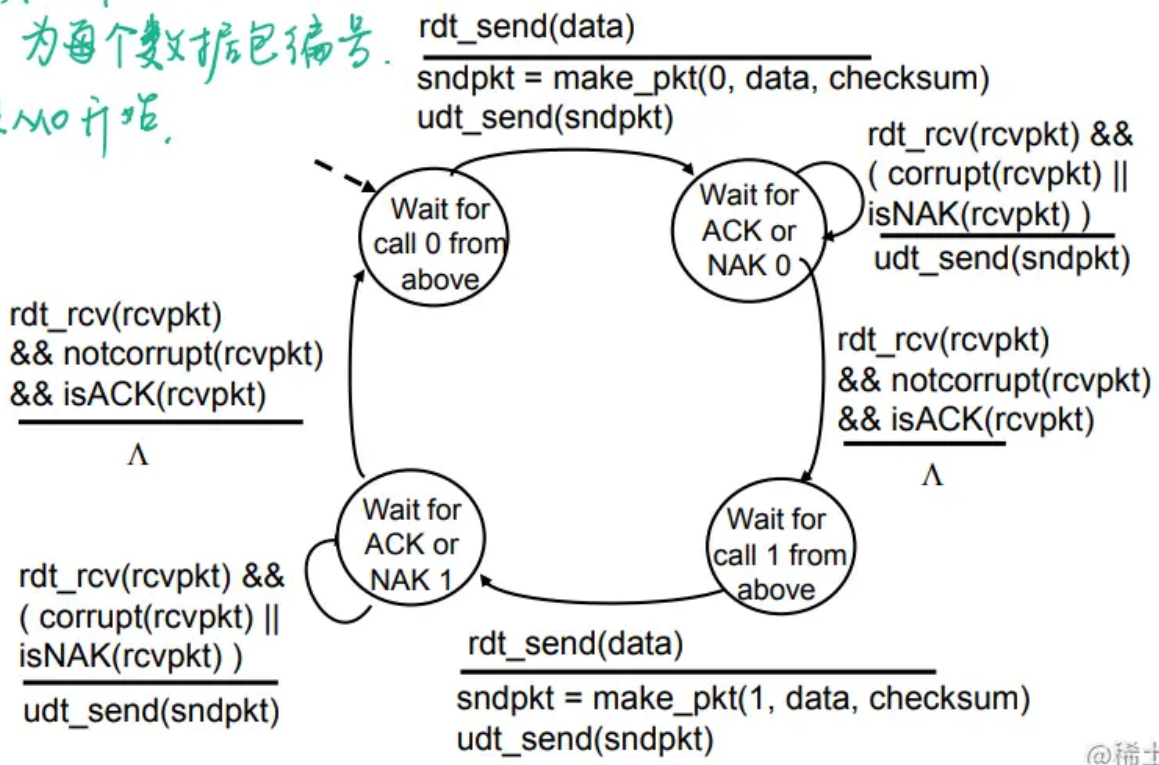 为每个数据包编号.
从0开始.
rdt_send(data)
sndpkt = make_pkt(0, data, checksum)
udt_send(sndpkt)
rdt_rcv(rcvpkt) &&
( corrupt(rcvpkt) ||
isNAK(rcvpkt) )
udt_send(sndpkt)
Wait for
call 0 from
above
Wait for
ACK or
NAK 0
rdt_rcv(rcvpkt)
&& notcorrupt(rcvpkt)
&& isACK(rcvpkt)
Λ
rdt_rcv(rcvpkt)
&& notcorrupt(rcvpkt)
&& isACK(rcvpkt)
Λ
Wait for
ACK or
NAK 1
Wait for
call 1 from
above
rdt_rcv(rcvpkt) &&
( corrupt(rcvpkt) ||
isNAK(rcvpkt) )
udt_send(sndpkt)
rdt_send(data)
sndpkt = make_pkt(1, data, checksum)
udt_send(sndpkt)
@稀土